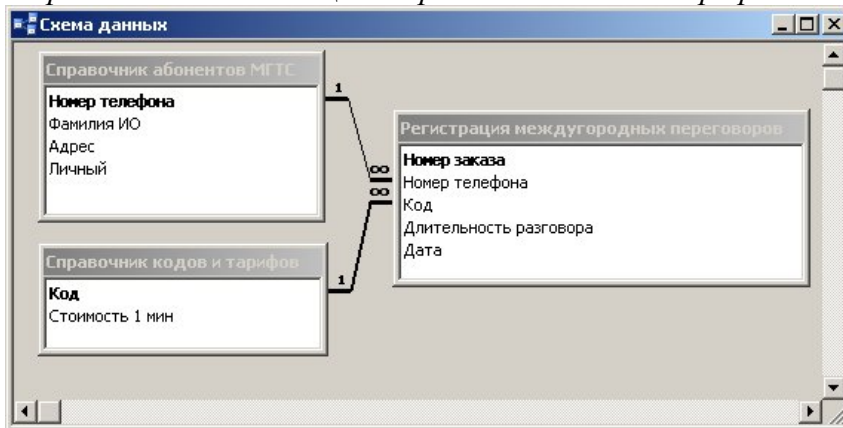 Схема данных
Справочник абонентов МГТС
Номер телефона
Фамилия ИО
Адрес
Личный
1
∞
∞
1
Регистрация междугородных переговоров
Номер заказа
Номер телефона
Код
Длительность разговора
Дата
Справочник кодов и тарифов
Код
Стоимость 1 мин